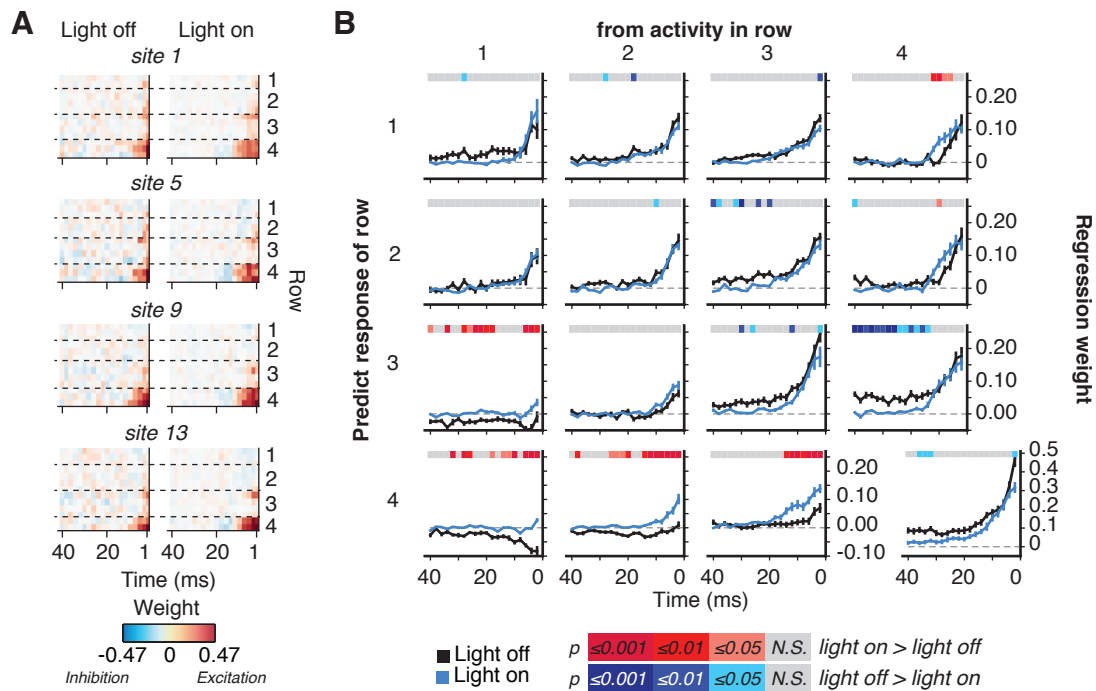 A
Light off
Light on
site 1
1
2
3
4
site 5
1
2
3
4
Row
site 9
1
2
3
4
site 13
1
2
3
4
40 20 1 40 20 1
Time (ms)
Weight
-0.47 0 0.47
Inhibition Excitation
B
from activity in row
1 2 3 4
Predict response of row
1
0.20
0.10
0
2
0.20
0.10
0
3
0.20
0.10
0.00
4
0.20
0.10
0.00
-0.10
0.5
0.4
0.3
0.2
0.1
0
Regression weight
40 20 0 40 20 0 40 20 0 40 20 0
Time (ms)
Light off
Light on
p ≤0.001 ≤0.01 ≤0.05 N.S. light on > light off
p ≤0.001 ≤0.01 ≤0.05 N.S. light off > light on